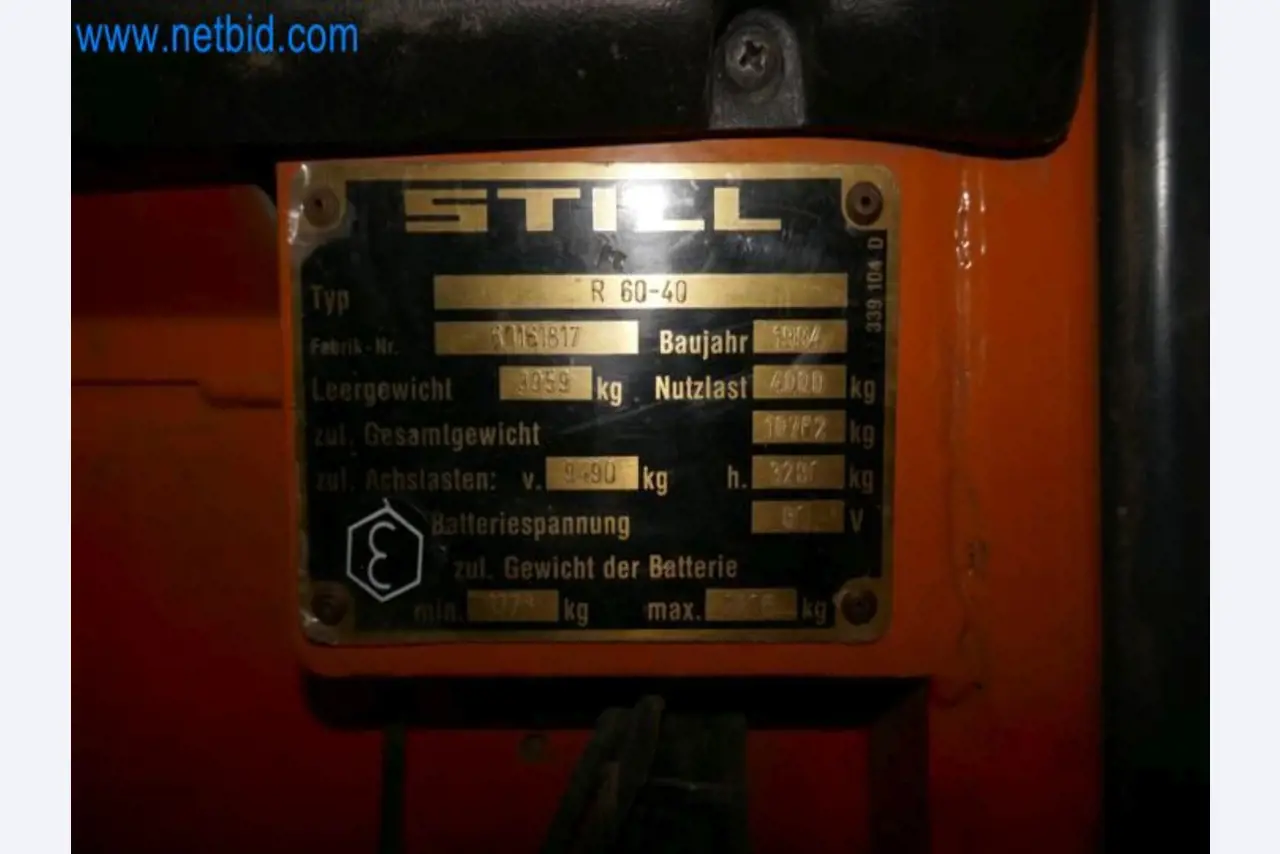 www.netbid.com
STILL
Typ R 60-40
Fabrik-Nr. 60161817 Baujahr
Leergewicht kg Nutzlast 4000 kg
zul. Gesamtgewicht kg
zul. Achslasten: v. kg h. kg
Batteriespannung V
zul. Gewicht der Batterie
min. kg max. kg
339 104 D